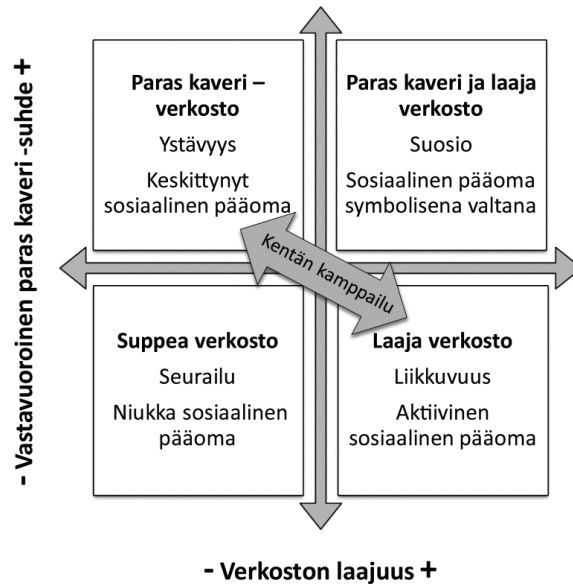 - Vastavuoroinen paras kaveri -suhde +
Paras kaveri –
verkosto
Ystävyys
Keskittynyt
sosiaalinen pääoma
Paras kaveri ja laaja
verkosto
Suosio
Sosiaalinen pääoma
symbolisena valtana
Kentän kamppailu
Suppea verkosto
Seurailu
Niukka sosiaalinen
pääoma
Laaja verkosto
Liikkuvuus
Aktiivinen
sosiaalinen pääoma
- Verkoston laajuus +